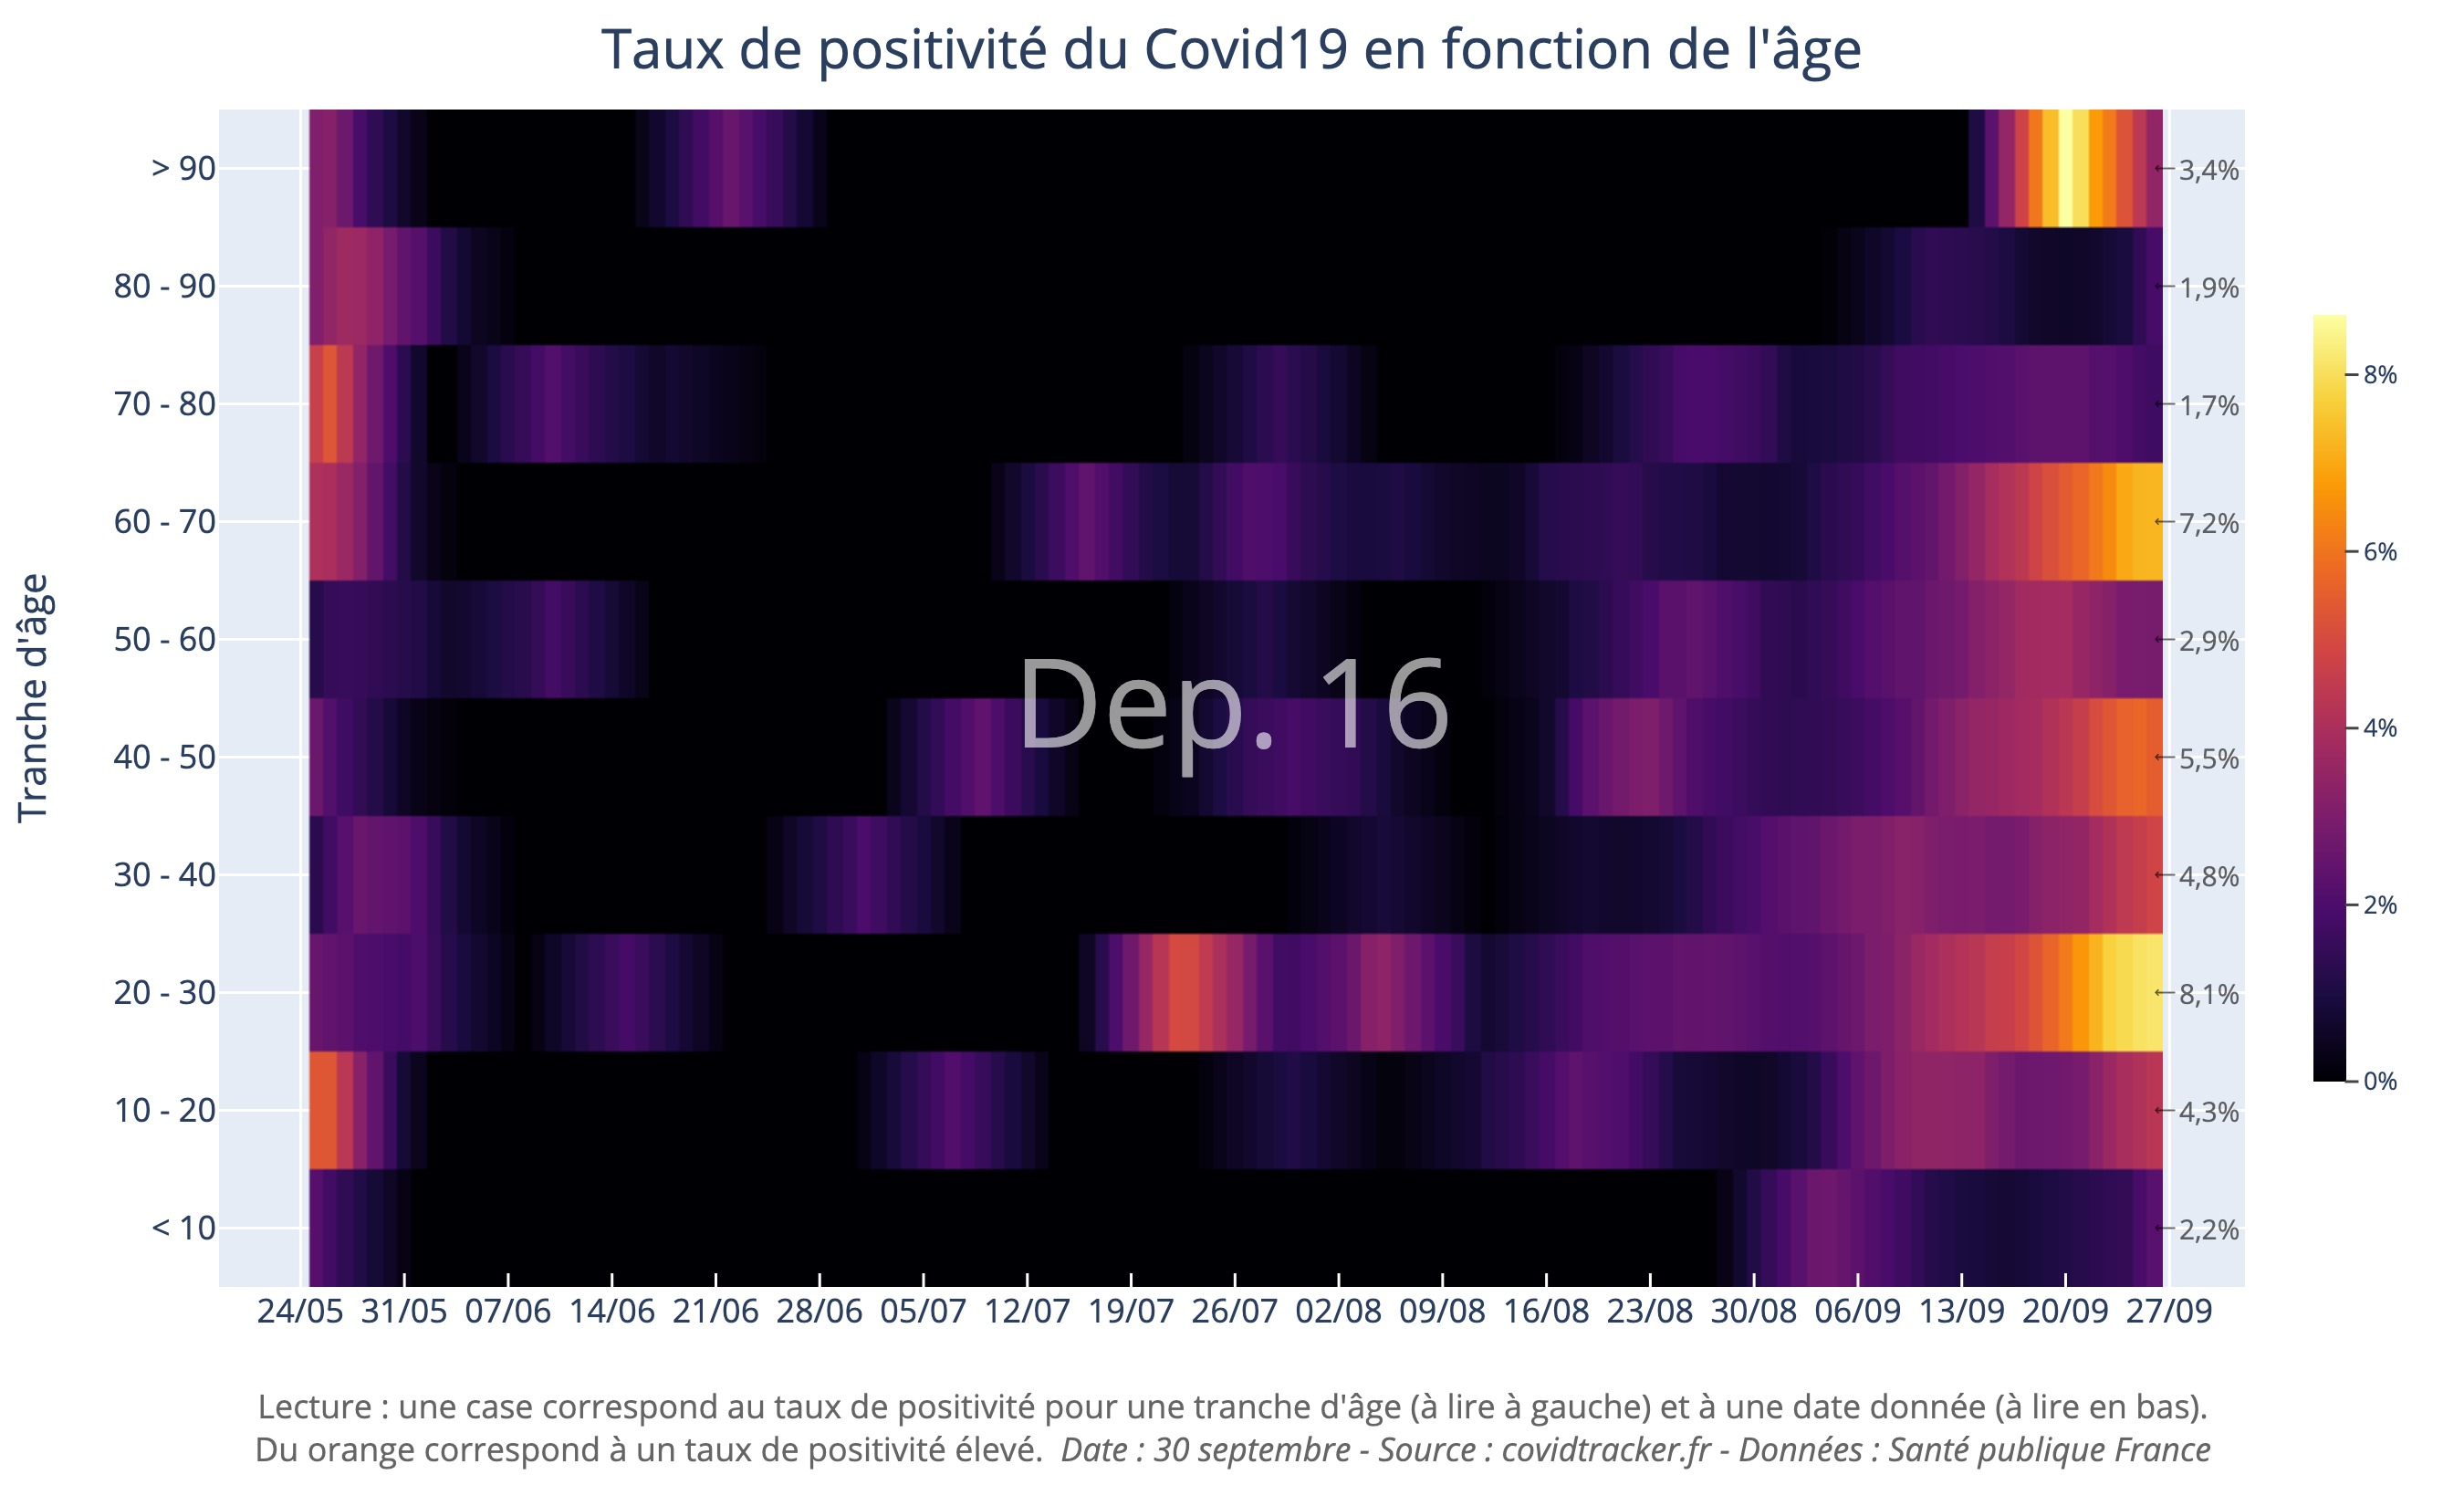 Taux de positivité du Covid19 en fonction de l'âge
Tranche d'âge
> 90
80 - 90
70 - 80
60 - 70
50 - 60
40 - 50
30 - 40
20 - 30
10 - 20
< 10
Dep. 16
3,4%
1,9%
1,7%
7,2%
2,9%
5,5%
4,8%
8,1%
4,3%
2,2%
8%
6%
4%
2%
0%
24/05 31/05 07/06 14/06 21/06 28/06 05/07 12/07 19/07 26/07 02/08 09/08 16/08 23/08 30/08 06/09 13/09 20/09 27/09
Lecture : une case correspond au taux de positivité pour une tranche d'âge (à lire à gauche) et à une date donnée (à lire en bas).
Du orange correspond à un taux de positivité élevé. Date : 30 septembre - Source : covidtracker.fr - Données : Santé publique France